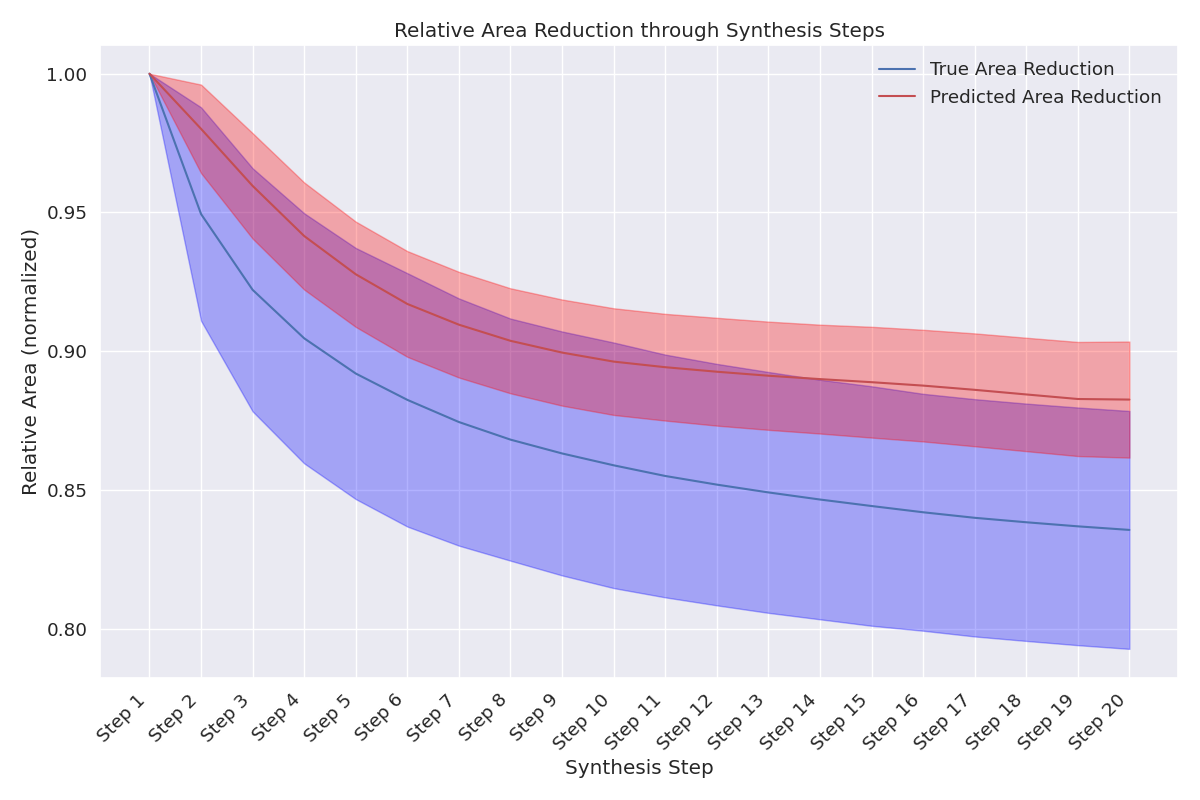 Relative Area Reduction through Synthesis Steps
True Area Reduction
Predicted Area Reduction
Relative Area (normalized)
1.00
0.95
0.90
0.85
0.80
Step 1
Step 2
Step 3
Step 4
Step 5
Step 6
Step 7
Step 8
Step 9
Step 10
Step 11
Step 12
Step 13
Step 14
Step 15
Step 16
Step 17
Step 18
Step 19
Step 20
Synthesis Step